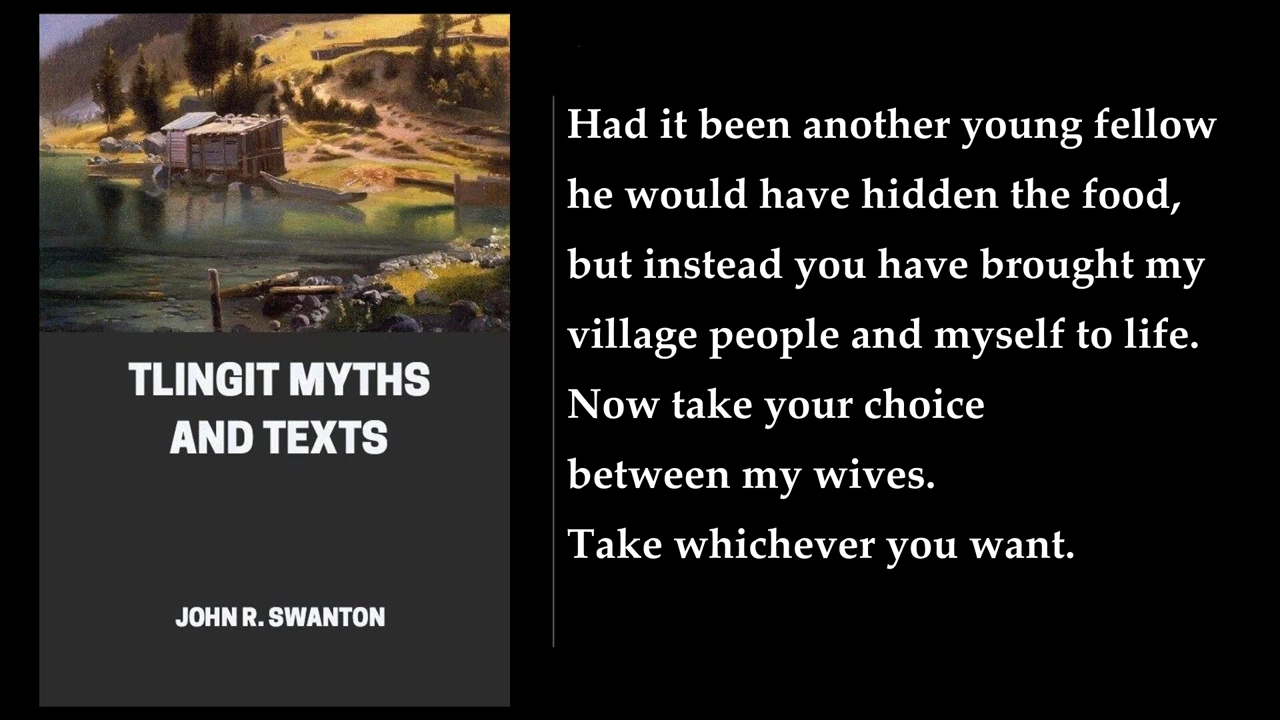 TLINGIT MYTHS
AND TEXTS
JOHN R. SWANTON
Had it been another young fellow
he would have hidden the food,
but instead you have brought my
village people and myself to life.
Now take your choice
between my wives.
Take whichever you want.